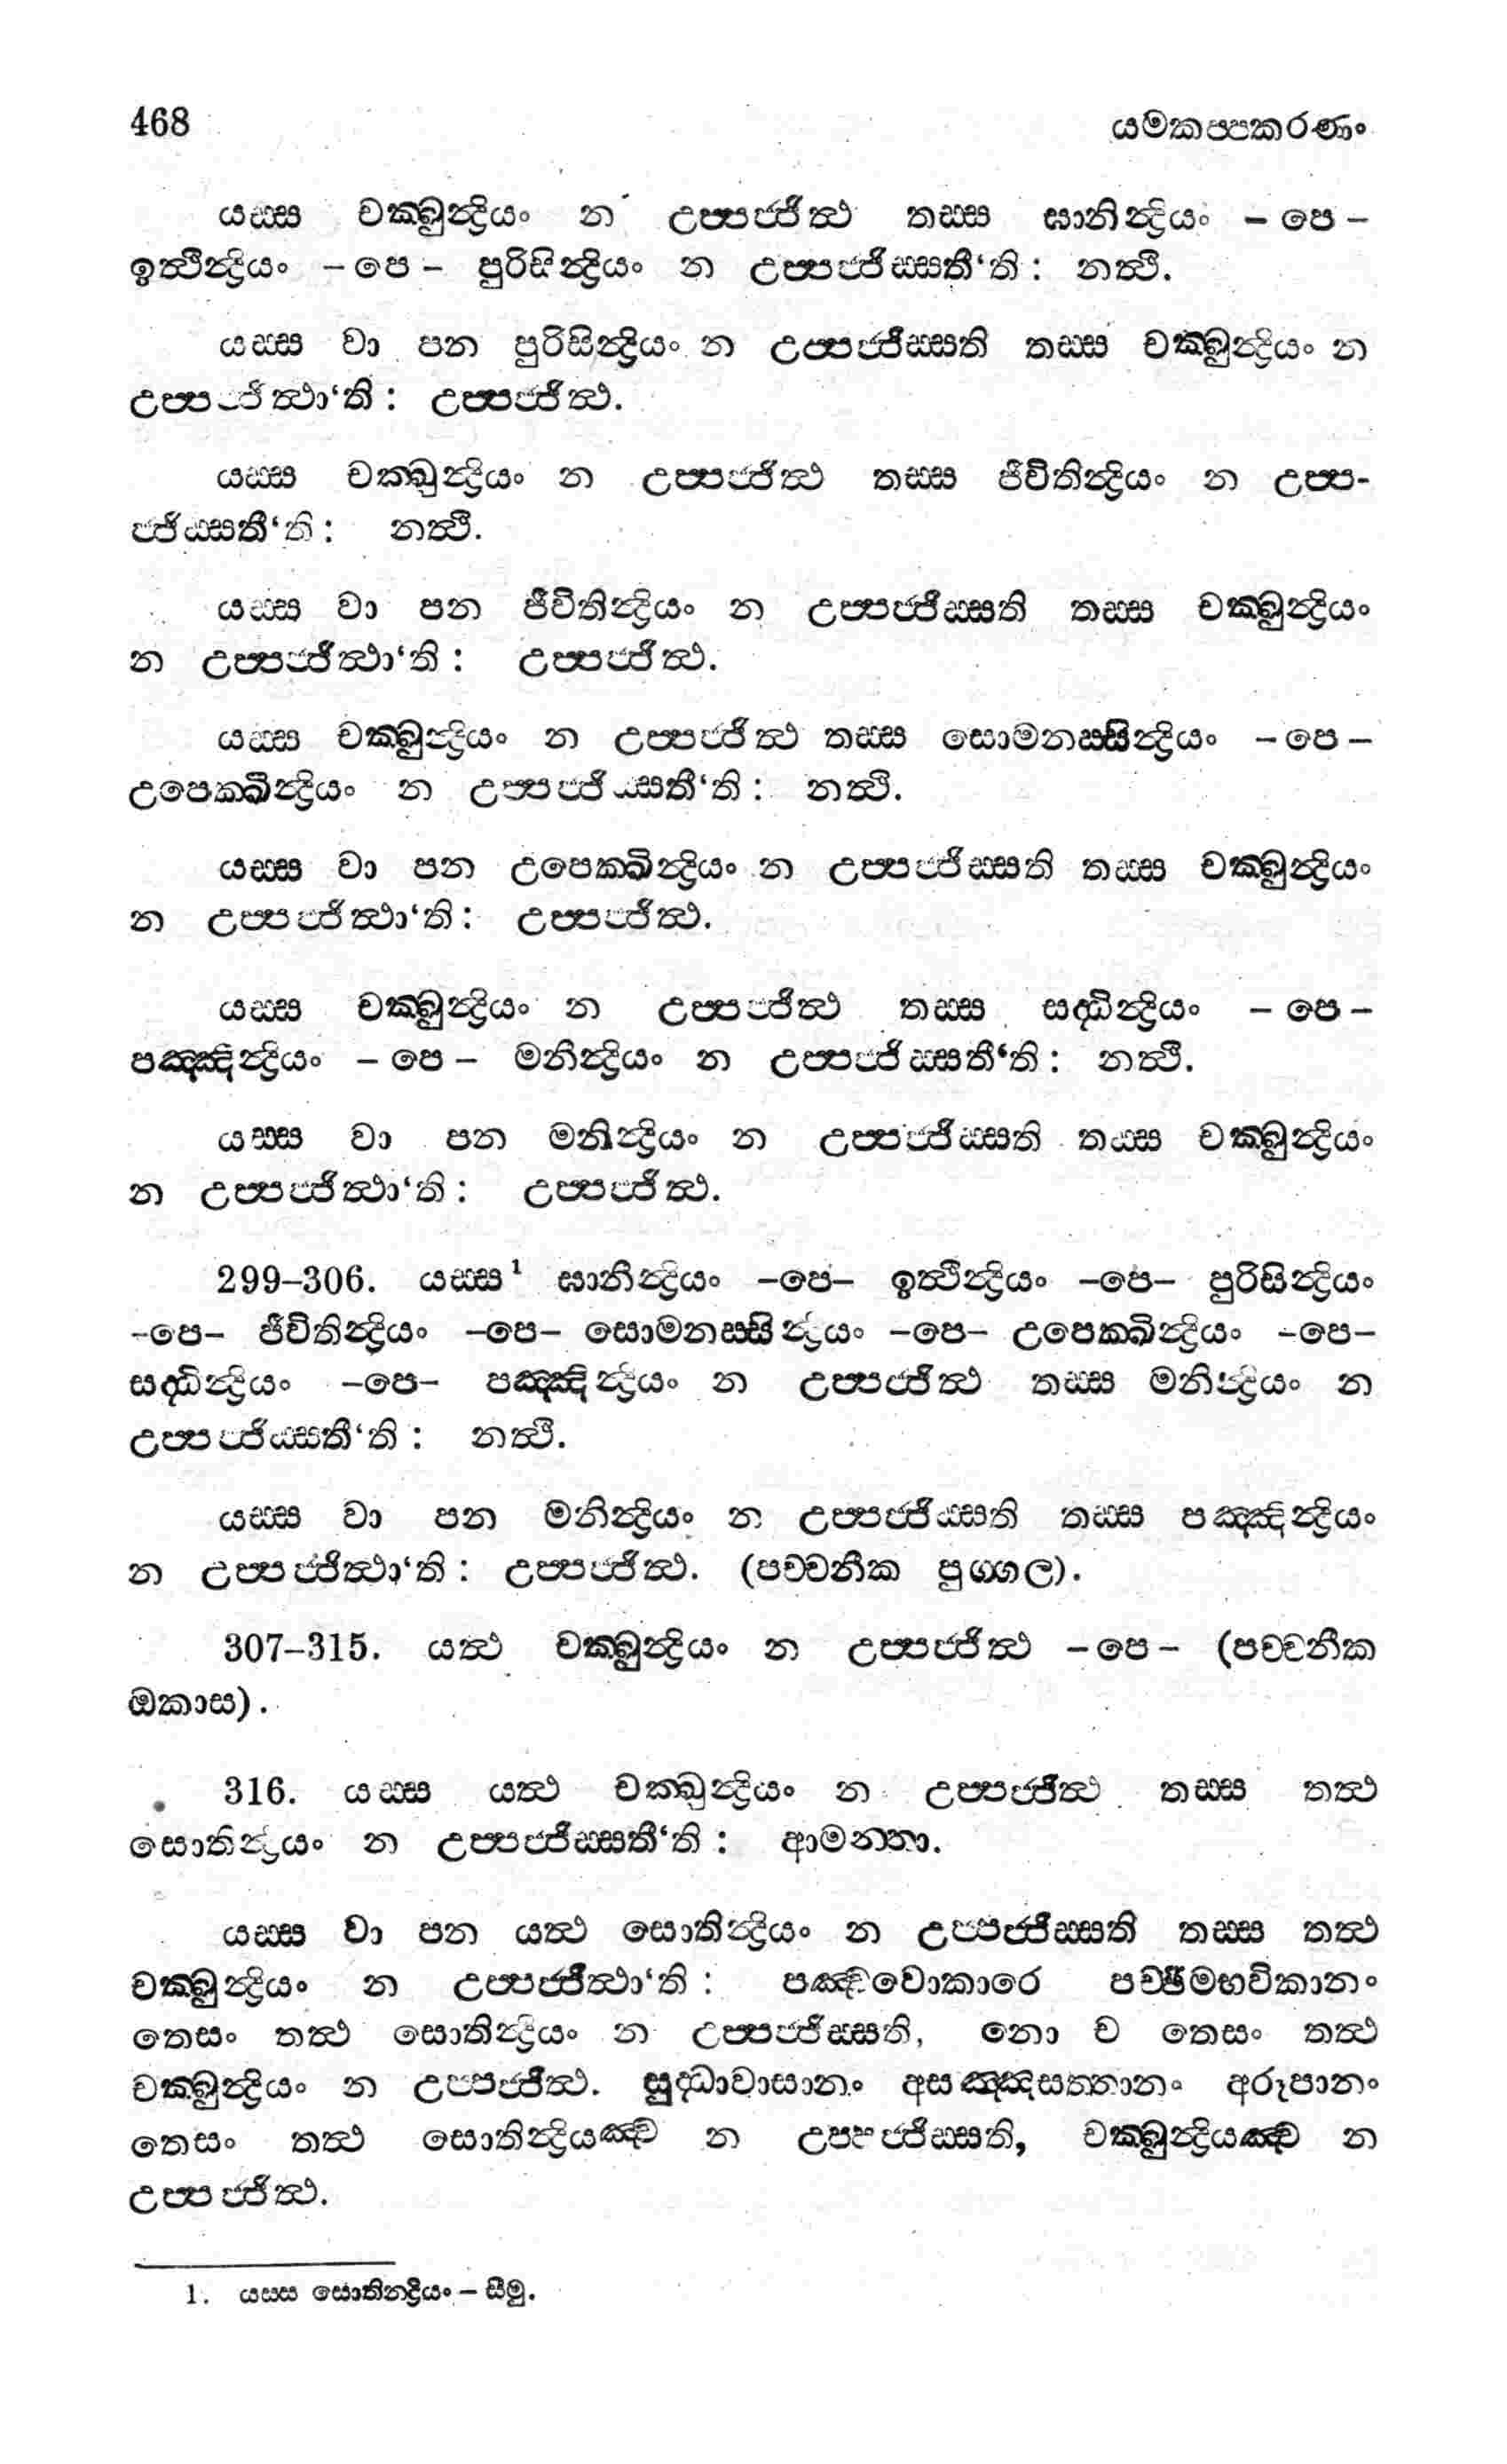 468 යමකප්පකරණං
යස්ස චක්ඛුන්ද්‍රියං න උප්පජ්ජිත්ථ තස්ස ඝානින්ද්‍රියං – පෙ –
ඉත්ථින්ද්‍රියං – පෙ – පුරිසින්ද්‍රියං න උප්පජ්ජිස්සතී‘ති: නත්ථි.
යස්ස වා පන පුරිසින්ද්‍රියං න උප්පජ්ජිස්සති තස්ස චක්ඛුන්ද්‍රියං න
උප්පජ්ජිත්ථා‘ති: උප්පජ්ජිත්ථ.
යස්ස චක්ඛුන්ද්‍රියං න උප්පජ්ජිත්ථ තස්ස ජීවිතින්ද්‍රියං න උප්ප-
ජ්ජිස්සතී‘ති: නත්ථි.
යස්ස වා පන ජීවිතින්ද්‍රියං න උප්පජ්ජිස්සති තස්ස චක්ඛුන්ද්‍රියං
න උප්පජ්ජිත්ථා‘ති: උප්පජ්ජිත්ථ.
යස්ස චක්ඛුන්ද්‍රියං න උප්පජ්ජිත්ථ තස්ස සොමනස්සින්ද්‍රියං – පෙ –
උපෙක්ඛින්ද්‍රියං න උප්පජ්ජිස්සතී‘ති: නත්ථි.
යස්ස වා පන උපෙක්ඛින්ද්‍රියං න උප්පජ්ජිස්සති තස්ස චක්ඛුන්ද්‍රියං
න උප්පජ්ජිත්ථා‘ති: උප්පජ්ජිත්ථ.
යස්ස චක්ඛුන්ද්‍රියං න උප්පජ්ජිත්ථ තස්ස සද්ධින්ද්‍රියං – පෙ –
පඤ්ඤින්ද්‍රියං – පෙ – මනින්ද්‍රියං න උප්පජ්ජිස්සතී‘ති: නත්ථි.
යස්ස වා පන මනින්ද්‍රියං න උප්පජ්ජිස්සති තස්ස චක්ඛුන්ද්‍රියං
න උප්පජ්ජිත්ථා‘ති: උප්පජ්ජිත්ථ.
299–306. යස්ස¹ ඝානින්ද්‍රියං –පෙ– ඉත්ථින්ද්‍රියං –පෙ– පුරිසින්ද්‍රියං
–පෙ– ජීවිතින්ද්‍රියං –පෙ– සොමනස්සින්ද්‍රියං –පෙ– උපෙක්ඛින්ද්‍රියං –පෙ–
සද්ධින්ද්‍රියං –පෙ– පඤ්ඤින්ද්‍රියං න උප්පජ්ජිත්ථ තස්ස මනින්ද්‍රියං න
උප්පජ්ජිස්සතී‘ති: නත්ථි.
යස්ස වා පන මනින්ද්‍රියං න උප්පජ්ජිස්සති තස්ස පඤ්ඤින්ද්‍රියං
න උප්පජ්ජිත්ථා‘ති: උප්පජ්ජිත්ථ. (පච්චනීක පුග්ගල).
307–315. යත්ථ චක්ඛුන්ද්‍රියං න උප්පජ්ජිත්ථ –පෙ– (පච්චනීක
ඔකාස).
316. යස්ස යත්ථ චක්ඛුන්ද්‍රියං න උප්පජ්ජිත්ථ තස්ස තත්ථ
සොතින්ද්‍රියං න උප්පජ්ජිස්සතී‘ති: ආමන්තා.
යස්ස වා පන යත්ථ සොතින්ද්‍රියං න උප්පජ්ජිස්සති තස්ස තත්ථ
චක්ඛුන්ද්‍රියං න උප්පජ්ජිත්ථා‘ති: පඤ්චවොකාරෙ පච්ඡිමභවිකානං
තෙසං තත්ථ සොතින්ද්‍රියං න උප්පජ්ජිස්සති, නො ච තෙසං තත්ථ
චක්ඛුන්ද්‍රියං න උප්පජ්ජිත්ථ. සුද්ධාවාසානං අසඤ්ඤසත්තානං අරූපානං
තෙසං තත්ථ සොතින්ද්‍රියඤ්ච න උප්පජ්ජිස්සති, චක්ඛුන්ද්‍රියඤ්ච න
උප්පජ්ජිත්ථ.
1. යස්ස සොතින්ද්‍රියං – සීමු.